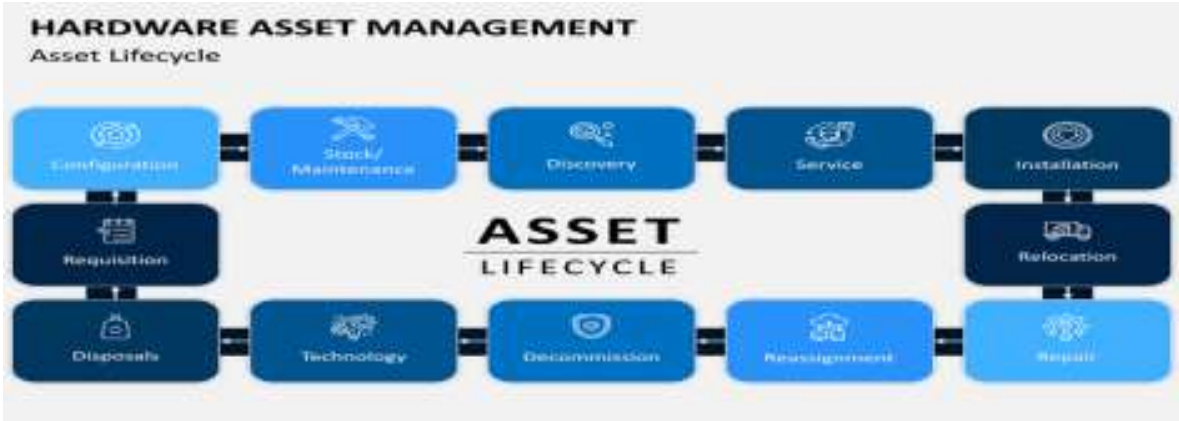 HARDWARE ASSET MANAGEMENT
Asset Lifecycle
Configuration
Stock/
Maintenance
Discovery
Service
Installation
Requisition
ASSET
LIFECYCLE
Relocation
Disposals
Technology
Decommission
Reassignment
Repair